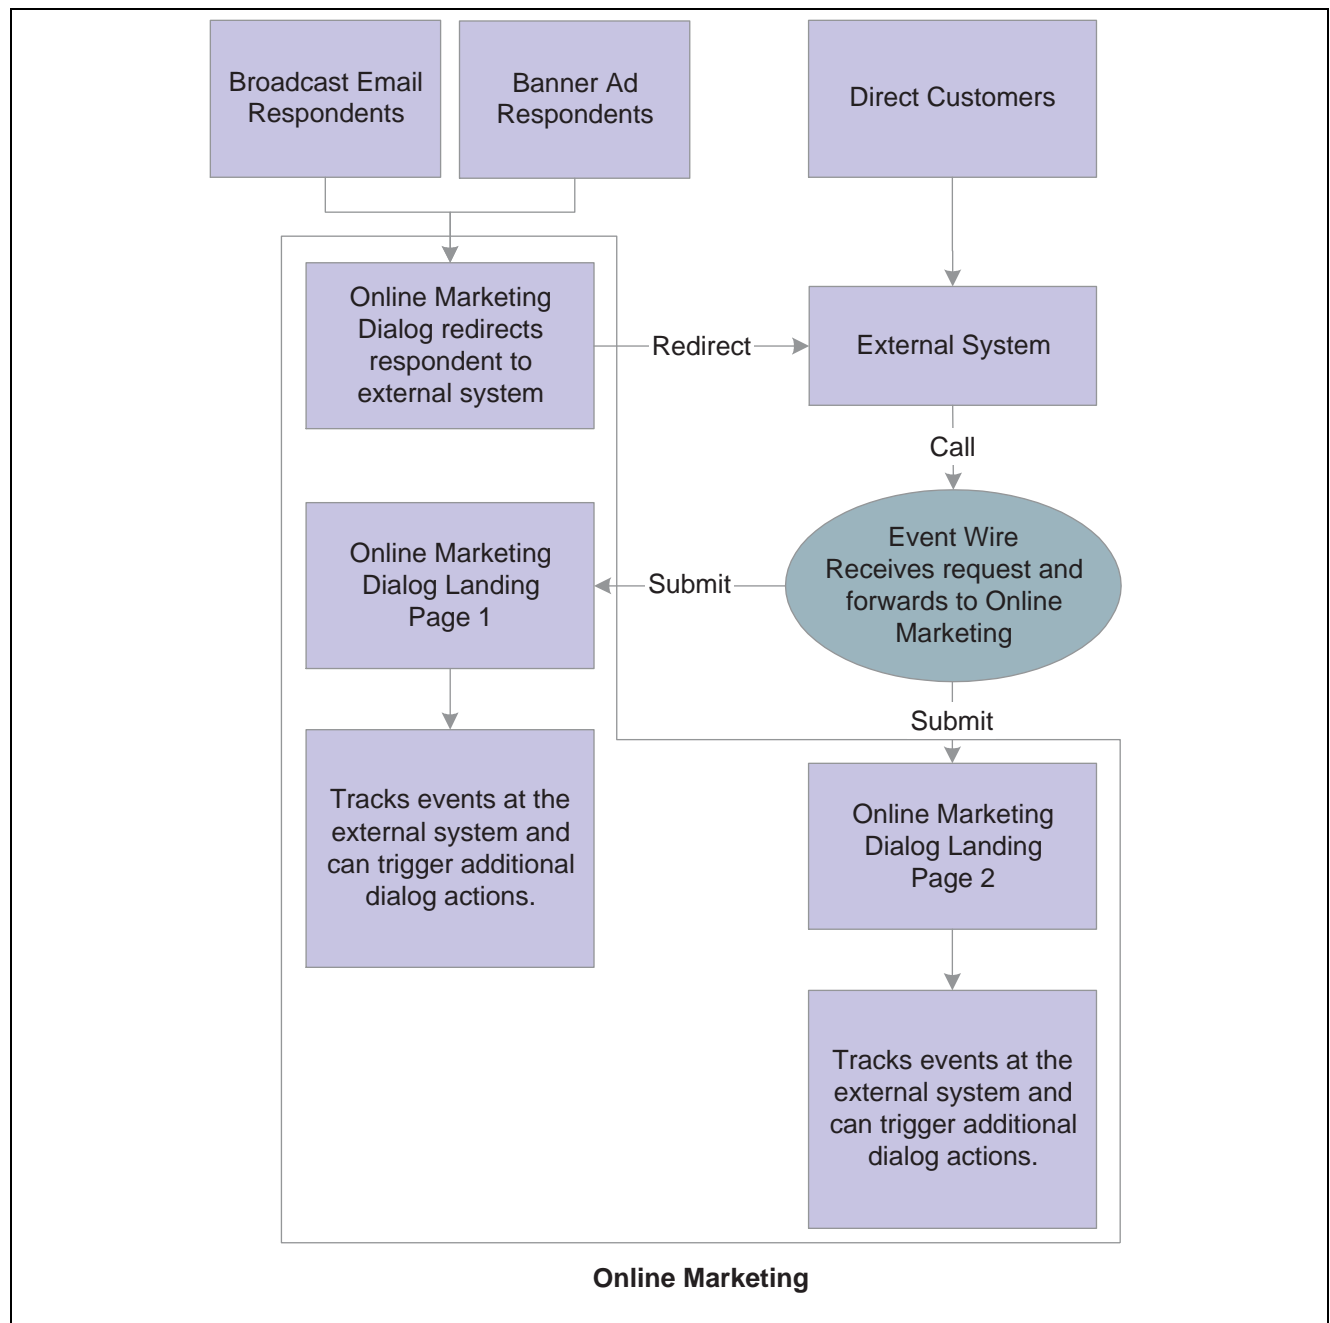 Broadcast Email
Respondents
Banner Ad
Respondents
Direct Customers
Online Marketing
Dialog redirects
respondent to
external system
Redirect
External System
Call
Event Wire
Receives request and
forwards to Online
Marketing
Submit
Online Marketing
Dialog Landing
Page 1
Submit
Tracks events at the
external system and
can trigger additional
dialog actions.
Online Marketing
Dialog Landing
Page 2
Tracks events at the
external system and
can trigger additional
dialog actions.
Online Marketing